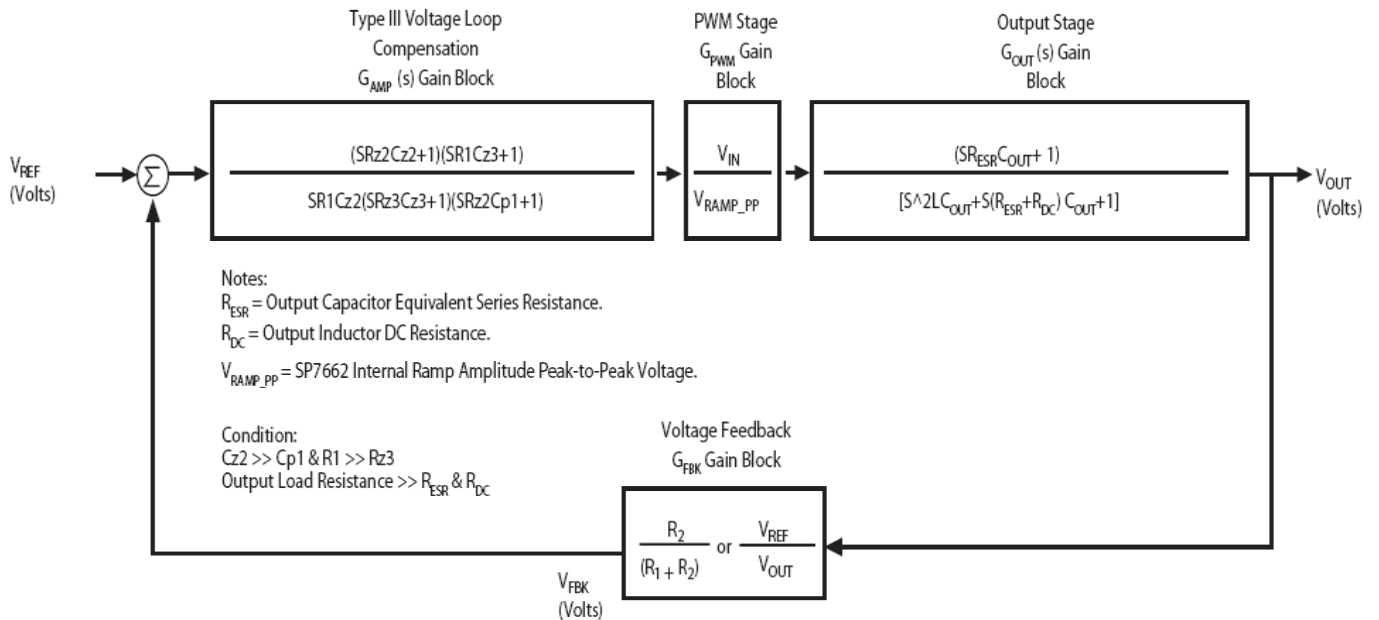 Type III Voltage Loop
Compensation
G_AMP (s) Gain Block
PWM Stage
G_PWM Gain
Block
Output Stage
G_OUT (s) Gain
Block
V_REF
(Volts)
Σ
(SRz2Cz2+1)(SR1Cz3+1)
SR1Cz2(SRz3Cz3+1)(SRz2Cp1+1)
V_IN
V_RAMP_PP
(SR_ESR C_OUT+ 1)
[S^2LC_OUT+S(R_ESR+R_DC) C_OUT+1]
V_OUT
(Volts)
Notes:
R_ESR = Output Capacitor Equivalent Series Resistance.
R_DC = Output Inductor DC Resistance.
V_RAMP_PP = SP7662 Internal Ramp Amplitude Peak-to-Peak Voltage.
Condition:
Cz2 >> Cp1 & R1 >> Rz3
Output Load Resistance >> R_ESR & R_DC
Voltage Feedback
G_FBK Gain Block
R_2
(R_1 + R_2)
or
V_REF
V_OUT
V_FBK
(Volts)